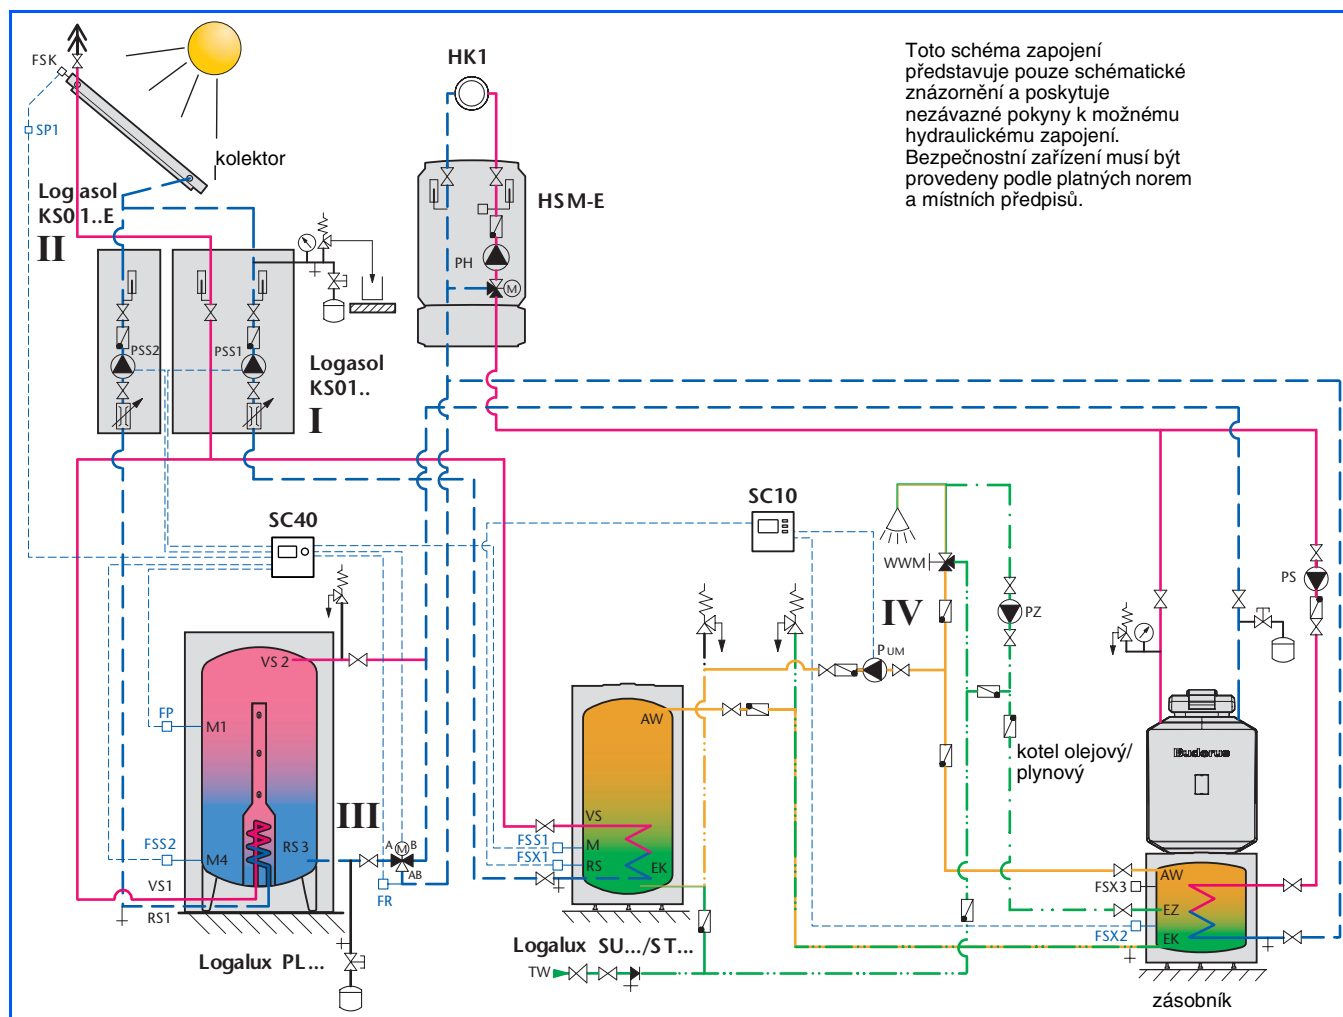 Toto schéma zapojení
představuje pouze schématické
znázornění a poskytuje
nezávazné pokyny k možnému
hydraulickému zapojení.
Bezpečnostní zařízení musí být
provedeny podle platných norem
a místních předpisů.
FSK
SP1
kolektor
Logasol
KS01..E
II
HK1
HSM-E
PH
M
PSS2
PSS1
Logasol
KS01..
I
SC40
SC10
WWM
IV
PZ
PS
PUM
VS 2
FP
M1
III
FSS2
M4
RS3
A
M
B
AB
FR
VS1
RS1
Logalux PL...
AW
VS
FSS1
M
FSX1
RS
EK
Logalux SU.../ST...
TW
kotel olejový/
plynový
Buderus
AW
FSX3
EZ
FSX2
EK
zásobník